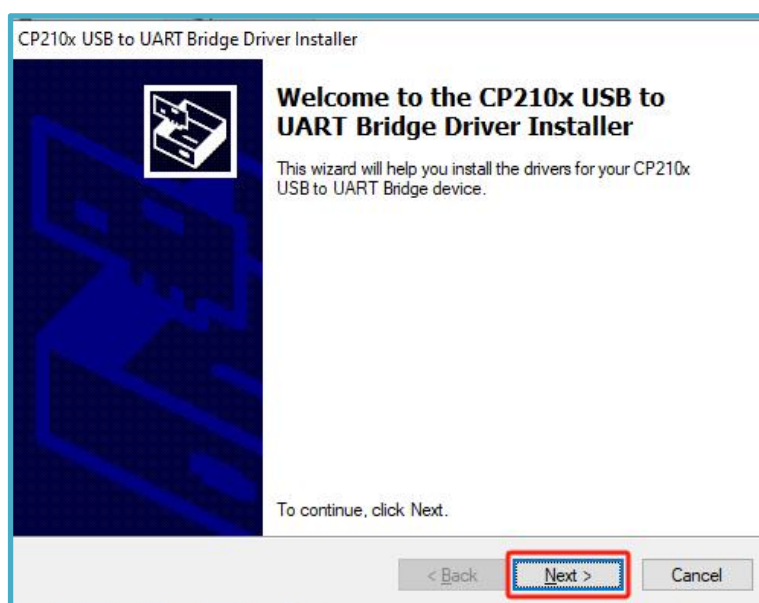 CP210x USB to UART Bridge Driver Installer
Welcome to the CP210x USB to
UART Bridge Driver Installer
This wizard will help you install the drivers for your CP210x
USB to UART Bridge device.
To continue, click Next.
< Back
Next >
Cancel